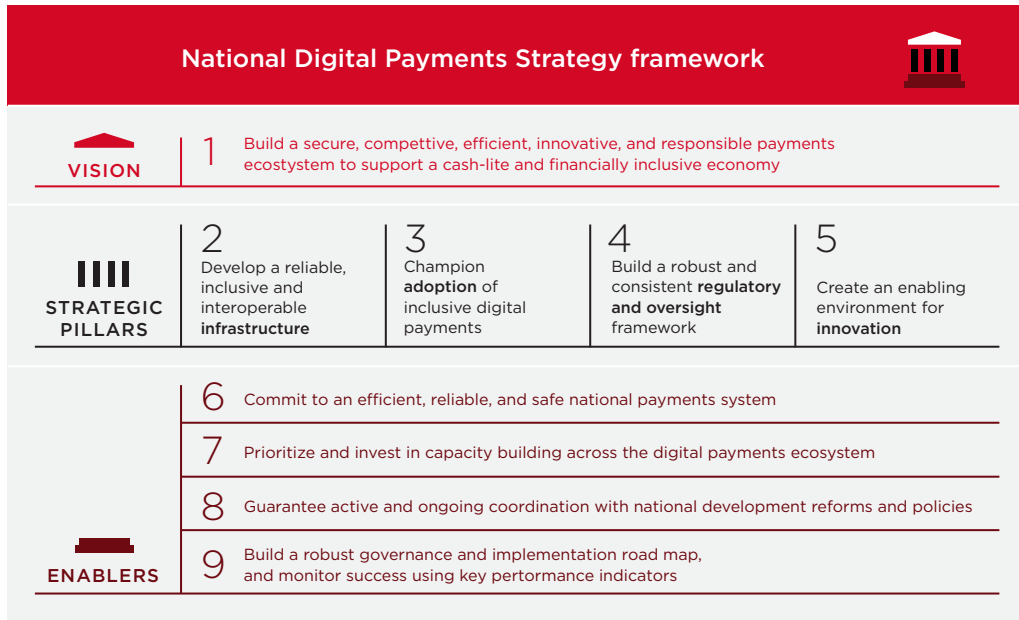 National Digital Payments Strategy framework
VISION
1
Build a secure, compettive, efficient, innovative, and responsible payments
ecostystem to support a cash-lite and financially inclusive economy
STRATEGIC
PILLARS
2
Develop a reliable,
inclusive and
interoperable
infrastructure
3
Champion
adoption of
inclusive digital
payments
4
Build a robust and
consistent regulatory
and oversight
framework
5
Create an enabling
environment for
innovation
ENABLERS
6 Commit to an efficient, reliable, and safe national payments system
7 Prioritize and invest in capacity building across the digital payments ecosystem
8 Guarantee active and ongoing coordination with national development reforms and policies
9
Build a robust governance and implementation road map,
and monitor success using key pertormance indicators